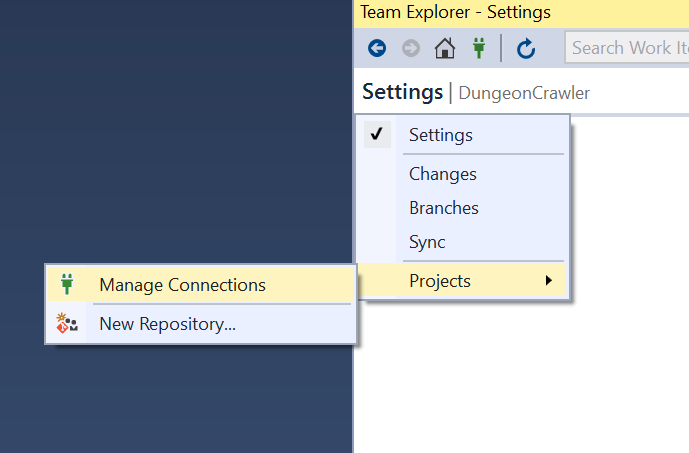 Team Explorer - Settings
Search Work Ite
Settings | DungeonCrawler
Settings
Changes
Branches
Sync
Projects
Manage Connections
New Repository...